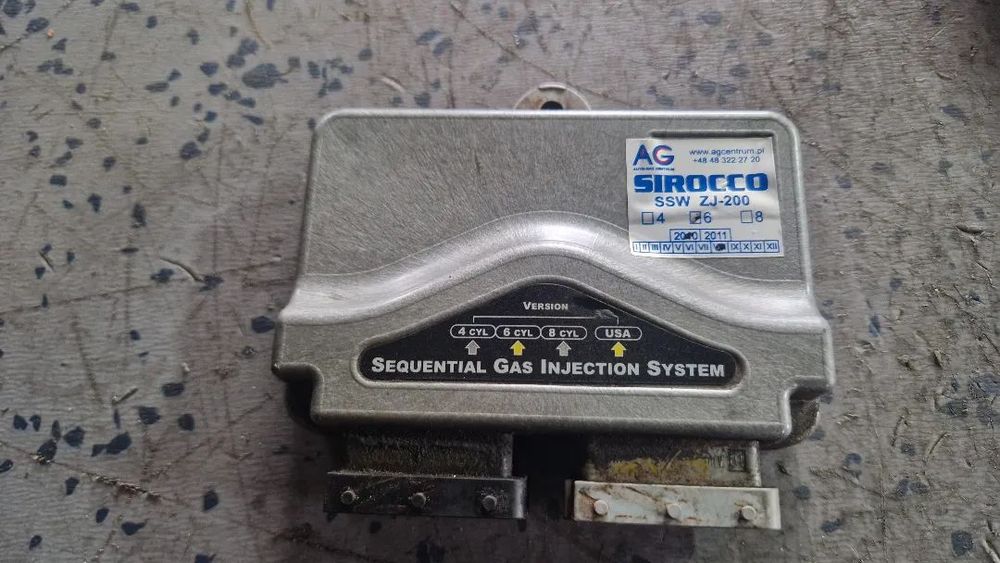 AG
www.agcentrum.pl
+48 48 322 27 20
SIROCCO
SSW ZJ-200
4 6 8
2010 2011
I II III IV V VI VII IX X XI XII
VERSION
4 CYL 6 CYL 8 CYL USA
SEQUENTIAL GAS INJECTION SYSTEM